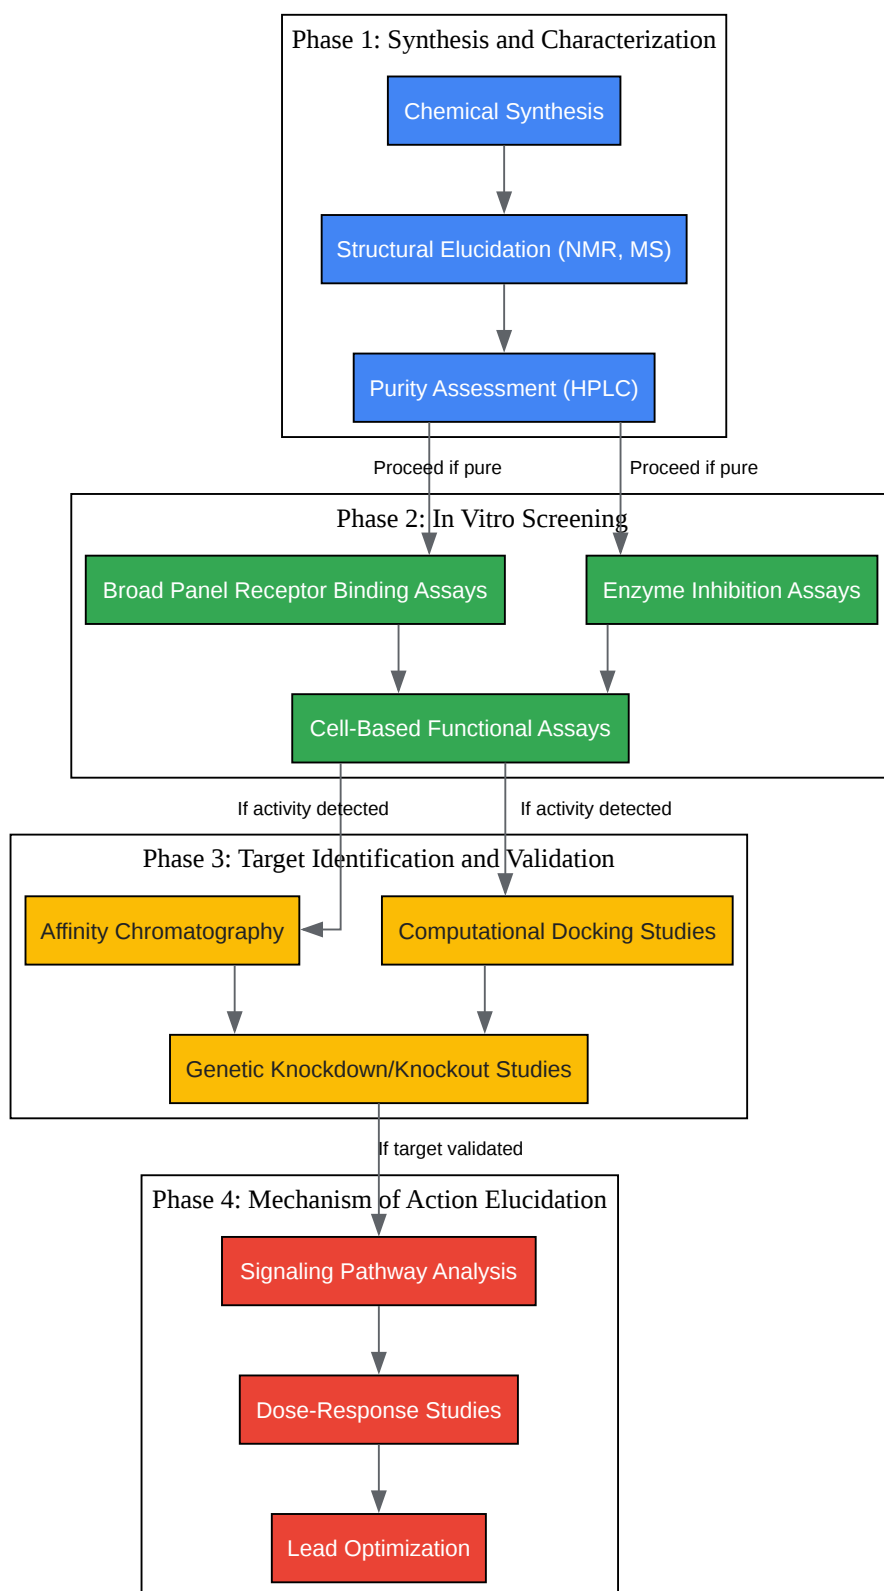 Phase 1: Synthesis and Characterization
Chemical Synthesis
Structural Elucidation (NMR, MS)
Purity Assessment (HPLC)
Proceed if pure
Proceed if pure
Phase 2: In Vitro Screening
Broad Panel Receptor Binding Assays
Enzyme Inhibition Assays
Cell-Based Functional Assays
If activity detected
If activity detected
Phase 3: Target Identification and Validation
Affinity Chromatography
Computational Docking Studies
Genetic Knockdown/Knockout Studies
If target validated
Phase 4: Mechanism of Action Elucidation
Signaling Pathway Analysis
Dose-Response Studies
Lead Optimization